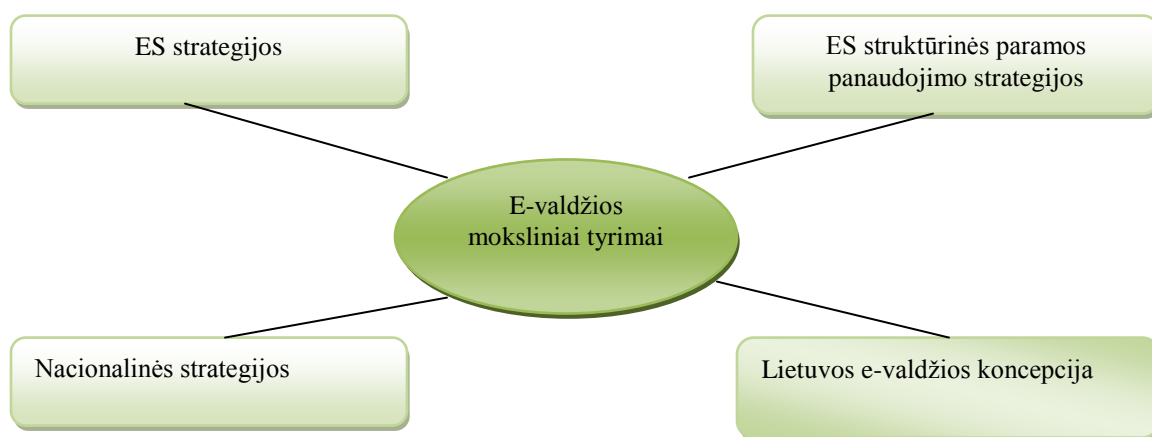 ES strategijos
ES struktūrinės paramos
panaudojimo strategijos
E-valdžios
moksliniai tyrimai
Nacionalinės strategijos
Lietuvos e-valdžios koncepcija